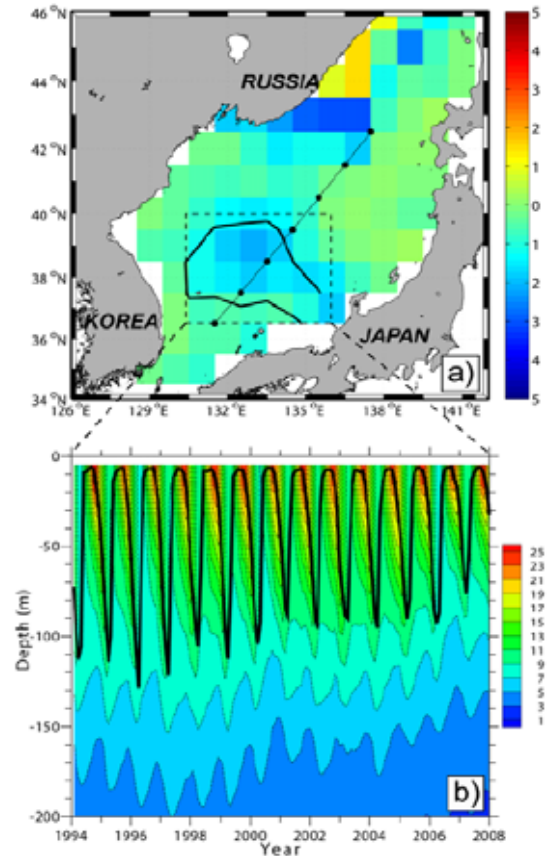 46°N
44°N
42°N
40°N
38°N
36°N
34°N
126°E 129°E 132°E 135°E 138°E 141°E
RUSSIA
KOREA
JAPAN
a)
5
4
3
2
1
0
1
2
3
4
5
0
-50
-100
-150
-200
Depth (m)
1994 1996 1998 2000 2002 2004 2006 2008
Year
b)
25
23
21
19
17
15
13
11
9
7
5
3
1